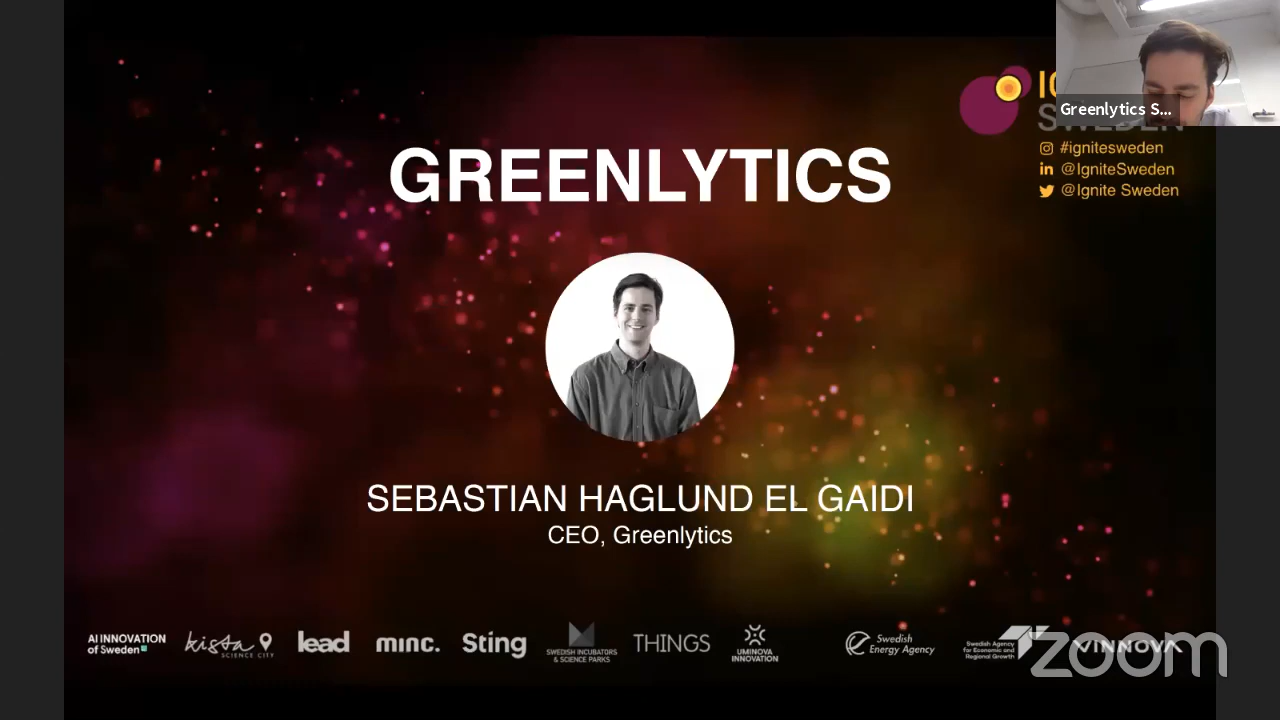 GREENLYTICS
Greenlytics S...
SWEDEN
#ignitesweden
@IgniteSweden
@Ignite Sweden
SEBASTIAN HAGLUND EL GAIDI
CEO, Greenlytics
AI INNOVATION
of Sweden
kista
SCIENCE CITY
lead
minc.
Sting
SWEDISH INCUBATORS
& SCIENCE PARKS
THINGS
UMINOVA
INNOVATION
Swedish
Energy Agency
Swedish Agency
for Economic and
Regional Growth
VINNOVA
zoom